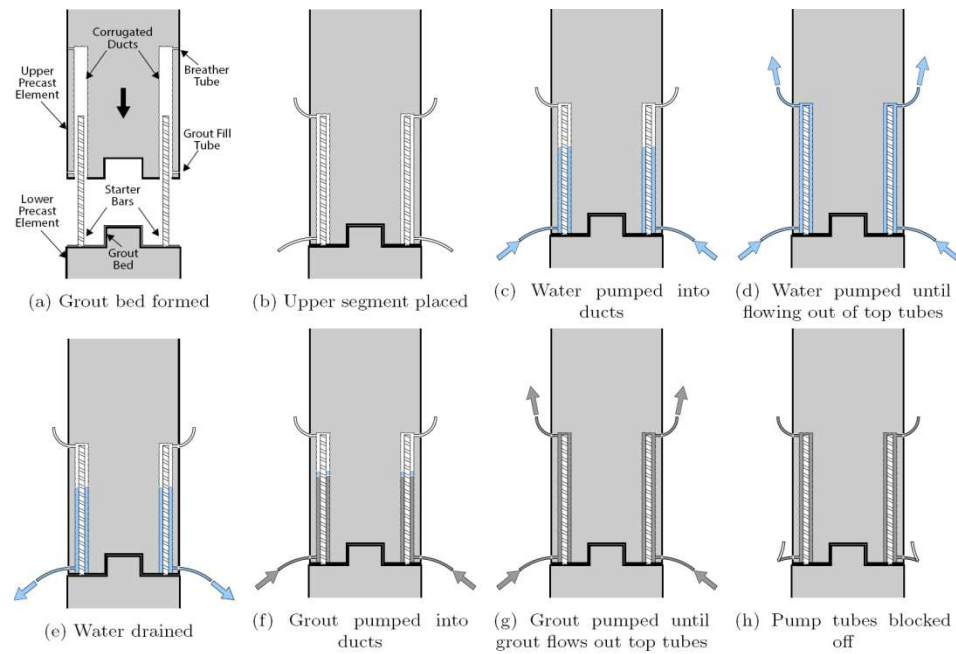 Corrugated
Ducts
Upper
Precast
Element
Breather
Tube
Grout Fill
Tube
Lower
Precast
Element
Starter
Bars
Grout
Bed
(a) Grout bed formed
(b) Upper segment placed
(c) Water pumped into
ducts
(d) Water pumped until
flowing out of top tubes
(e) Water drained
(f) Grout pumped into
ducts
(g) Grout pumped until
grout flows out top tubes
(h) Pump tubes blocked
off